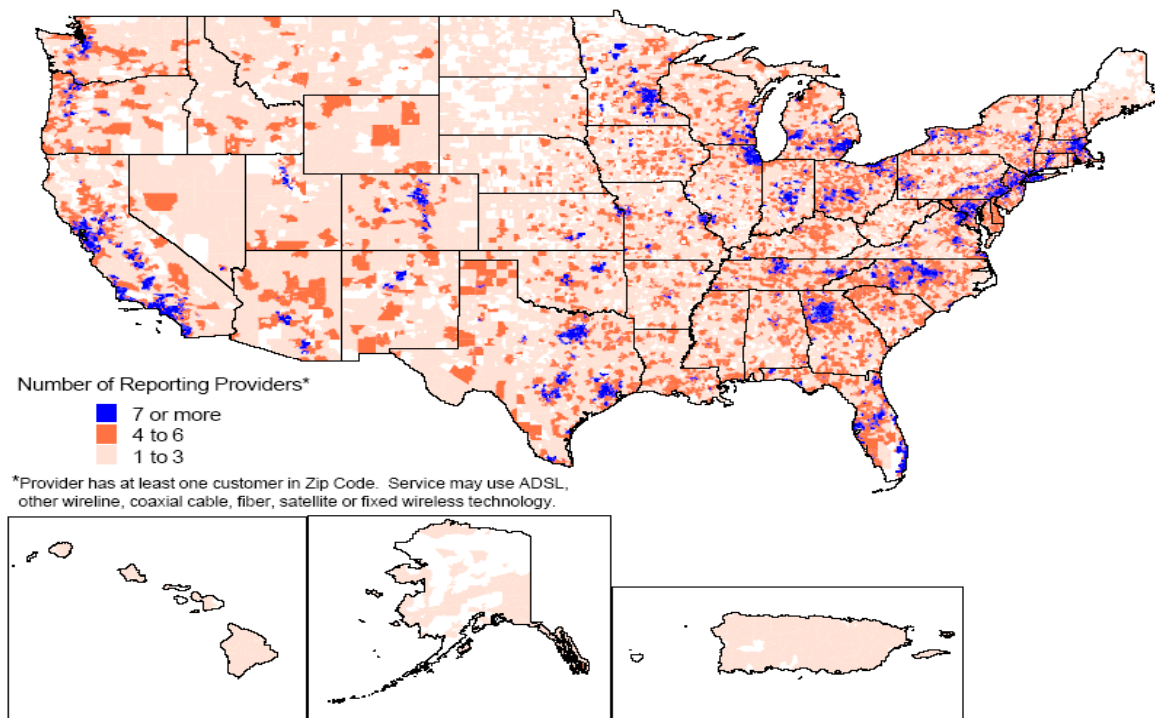 Number of Reporting Providers*
7 or more
4 to 6
1 to 3
*Provider has at least one customer in Zip Code. Service may use ADSL,
other wireline, coaxial cable, fiber, satellite or fixed wireless technology.